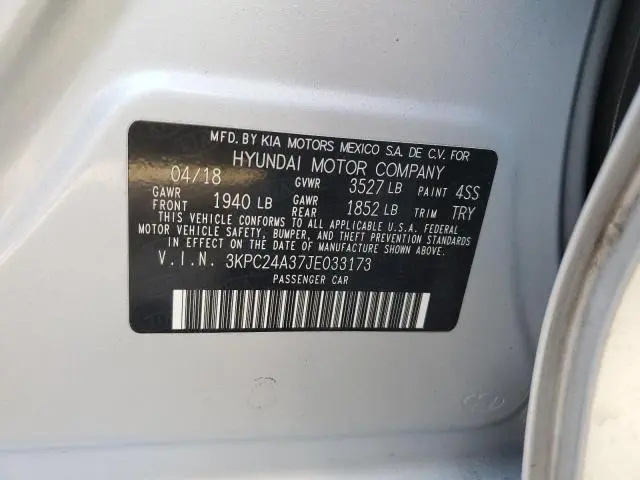 MFD. BY KIA MOTORS MEXICO S.A. DE C.V. FOR
HYUNDAI MOTOR COMPANY
04/18 GVWR 3527 LB PAINT 4SS
GAWR FRONT 1940 LB GAWR REAR 1852 LB TRIM TRY
THIS VEHICLE CONFORMS TO ALL APPLICABLE U.S.A. FEDERAL
MOTOR VEHICLE SAFETY, BUMPER, AND THEFT PREVENTION
STANDARDS IN EFFECT ON THE DATE OF MANUFACTURE SHOWN ABOVE.
V.I.N. 3KPC24A37JE033173
PASSENGER CAR